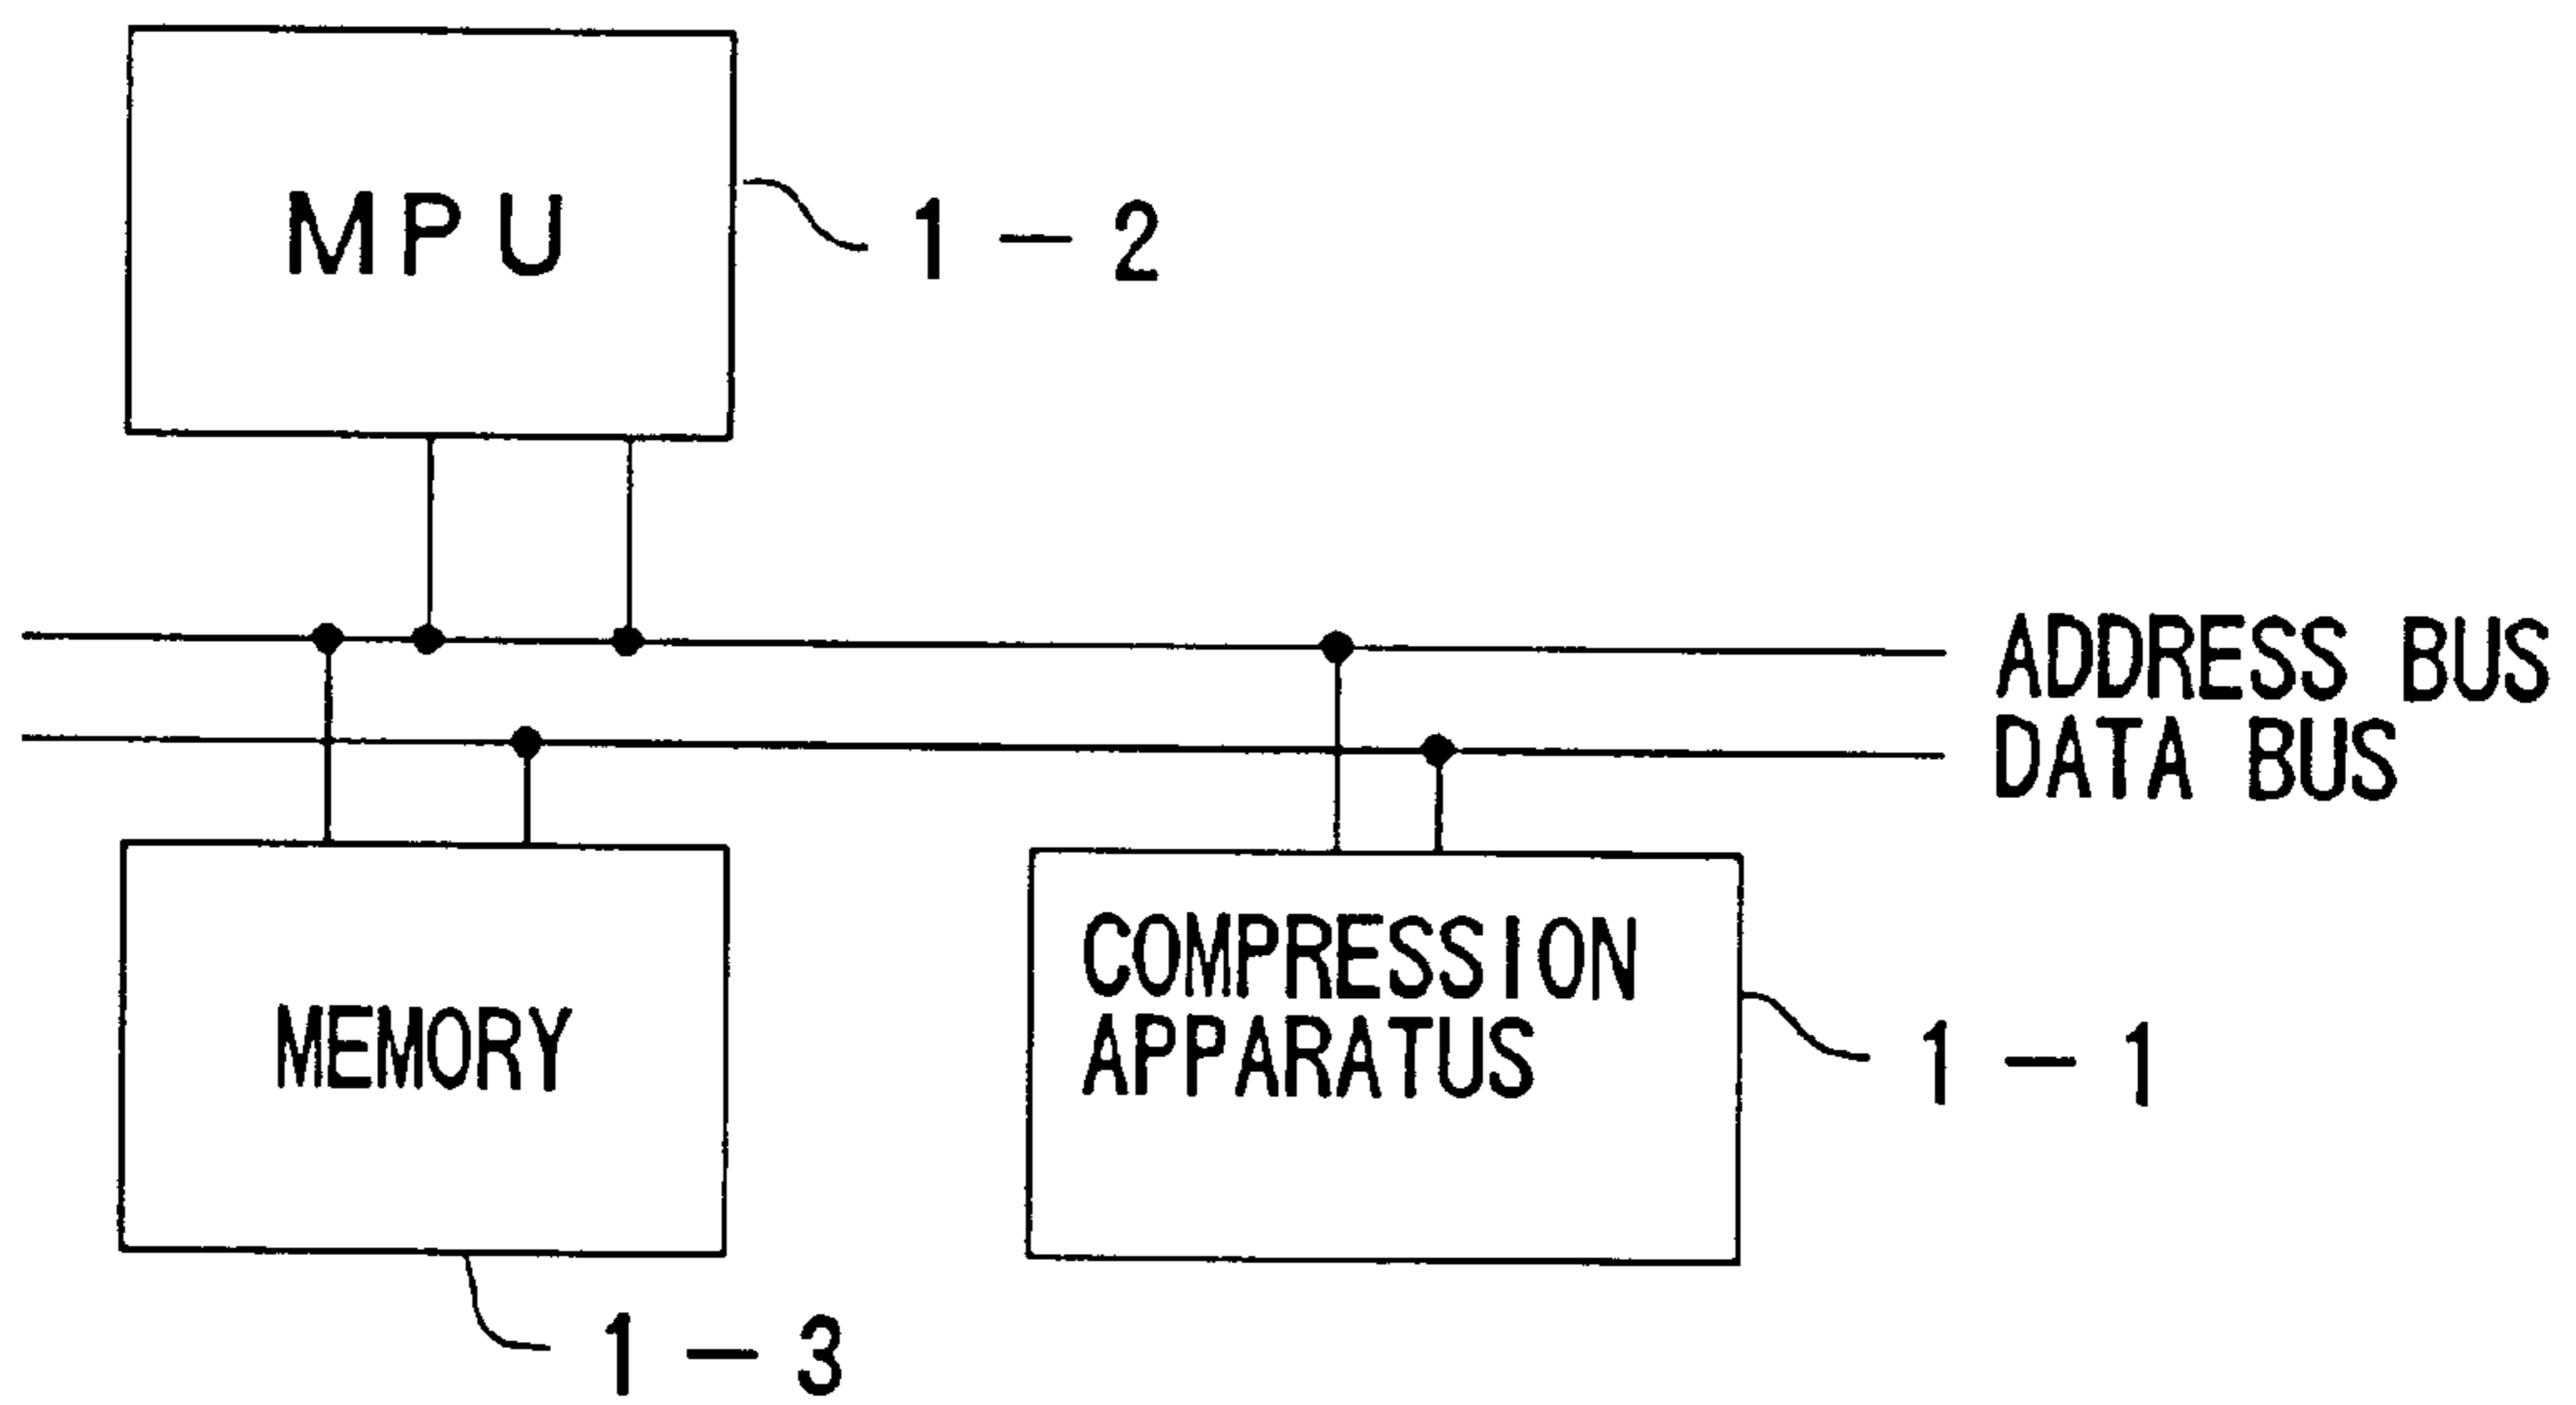 MPU
1-2
ADDRESS BUS
DATA BUS
MEMORY
COMPRESSION
APPARATUS
1-1
1-3